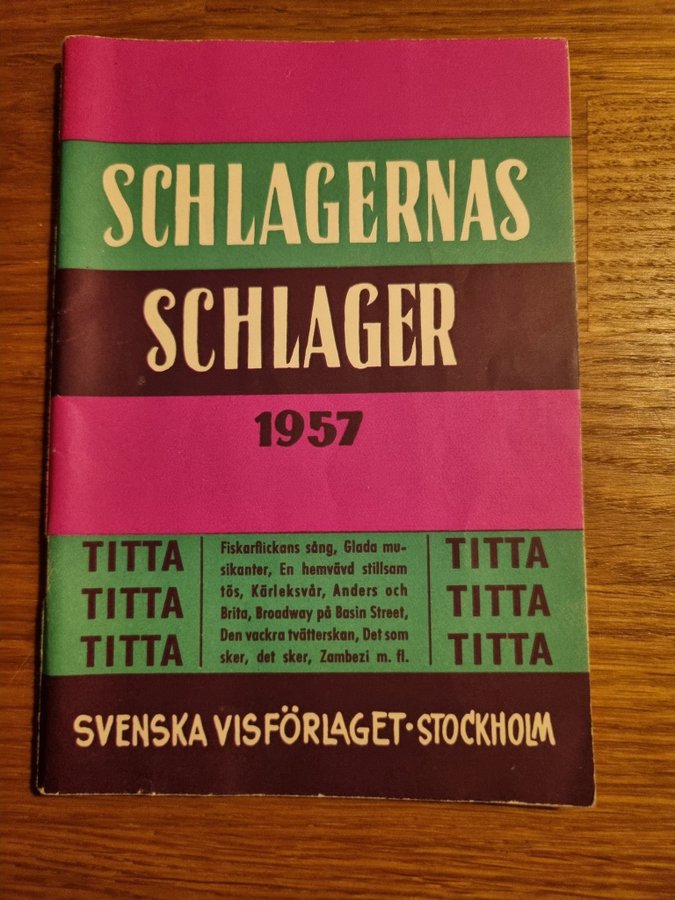 SCHLAGERNAS
SCHLAGER
1957
TITTA
TITTA
TITTA
Fiskarflickans sång, Glada mu-
sikanter, En hemvävd stillsam
tös, Kärleksvår, Anders och
Brita, Broadway på Basin Street,
Den vackra tvätterskan, Det som
sker, det sker, Zambezi m. fl.
TITTA
TITTA
TITTA
SVENSKA VISFÖRLAGET·STOCKHOLM